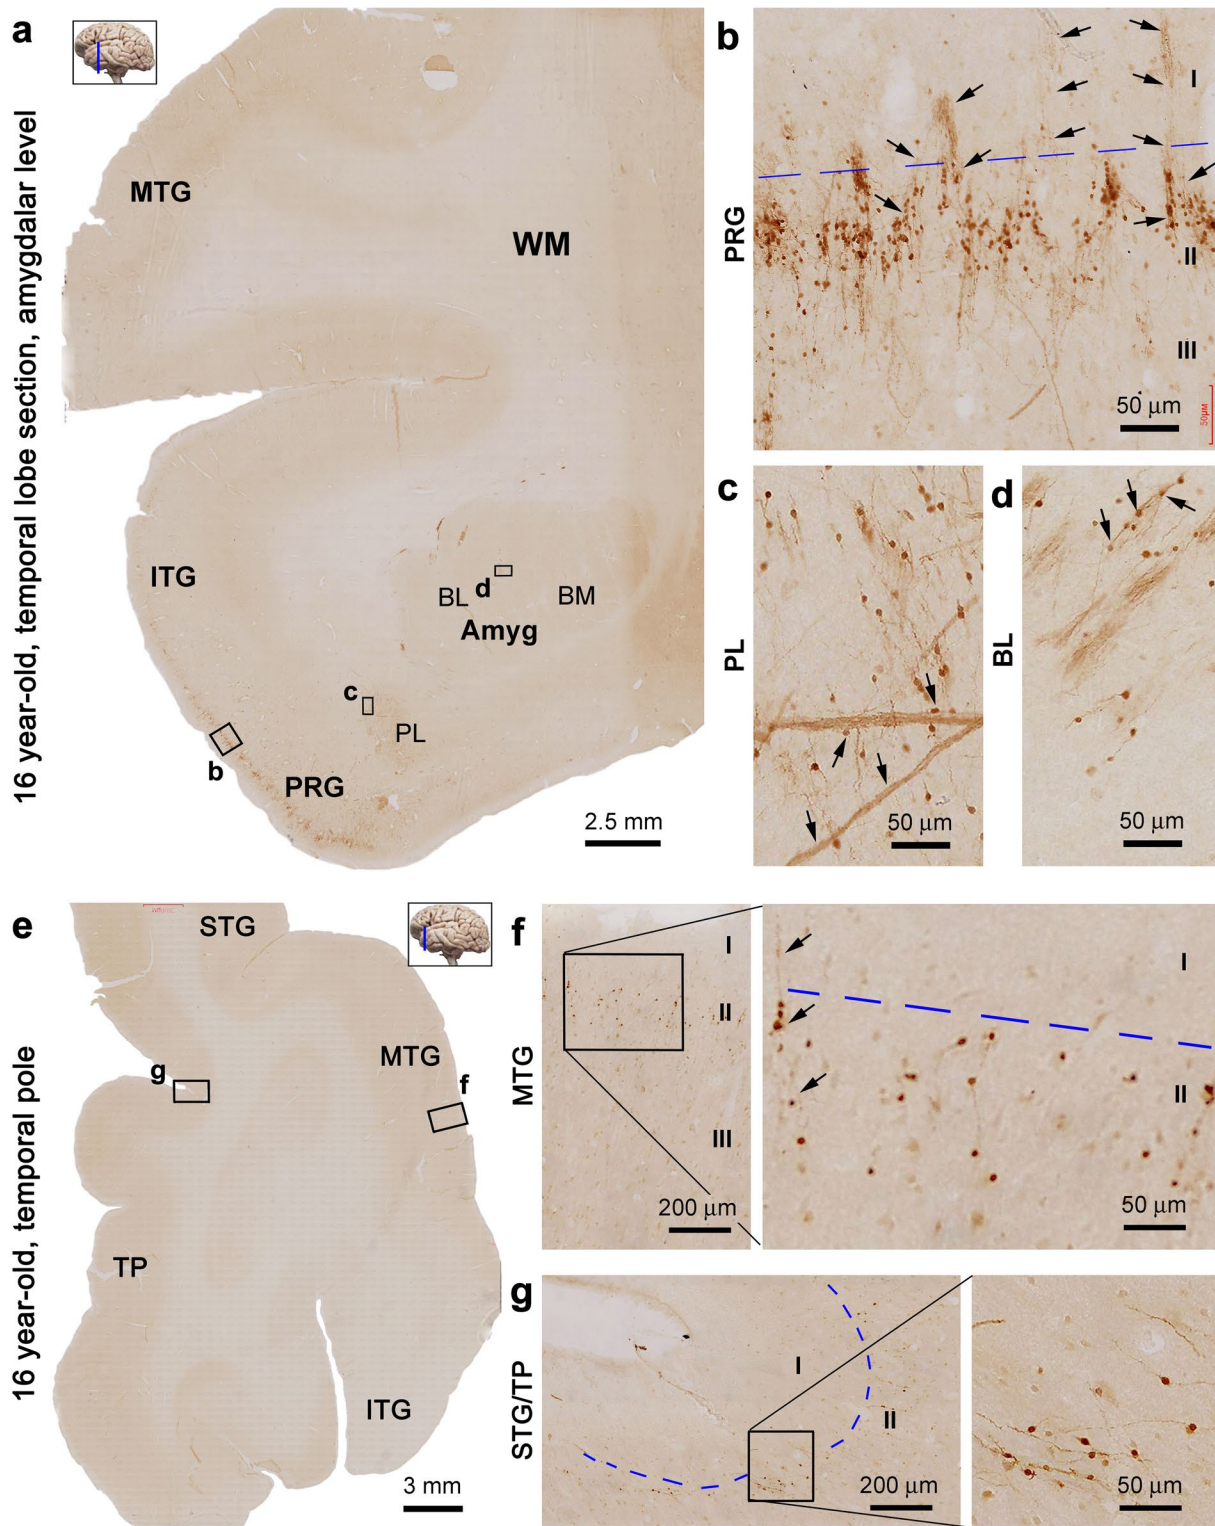 a
16 year-old, temporal lobe section, amygdalar level
MTG
WM
ITG
BL
d
BM
Amyg
c
PL
b
PRG
2.5 mm
b
PRG
I
II
III
50 µm
50µM
c
PL
50 µm
d
BL
50 µm
e
16 year-old, temporal pole
STG
MTG
g
f
TP
ITG
3 mm
f
MTG
I
II
III
200 µm
I
II
50 µm
g
STG/TP
I
II
200 µm
50 µm